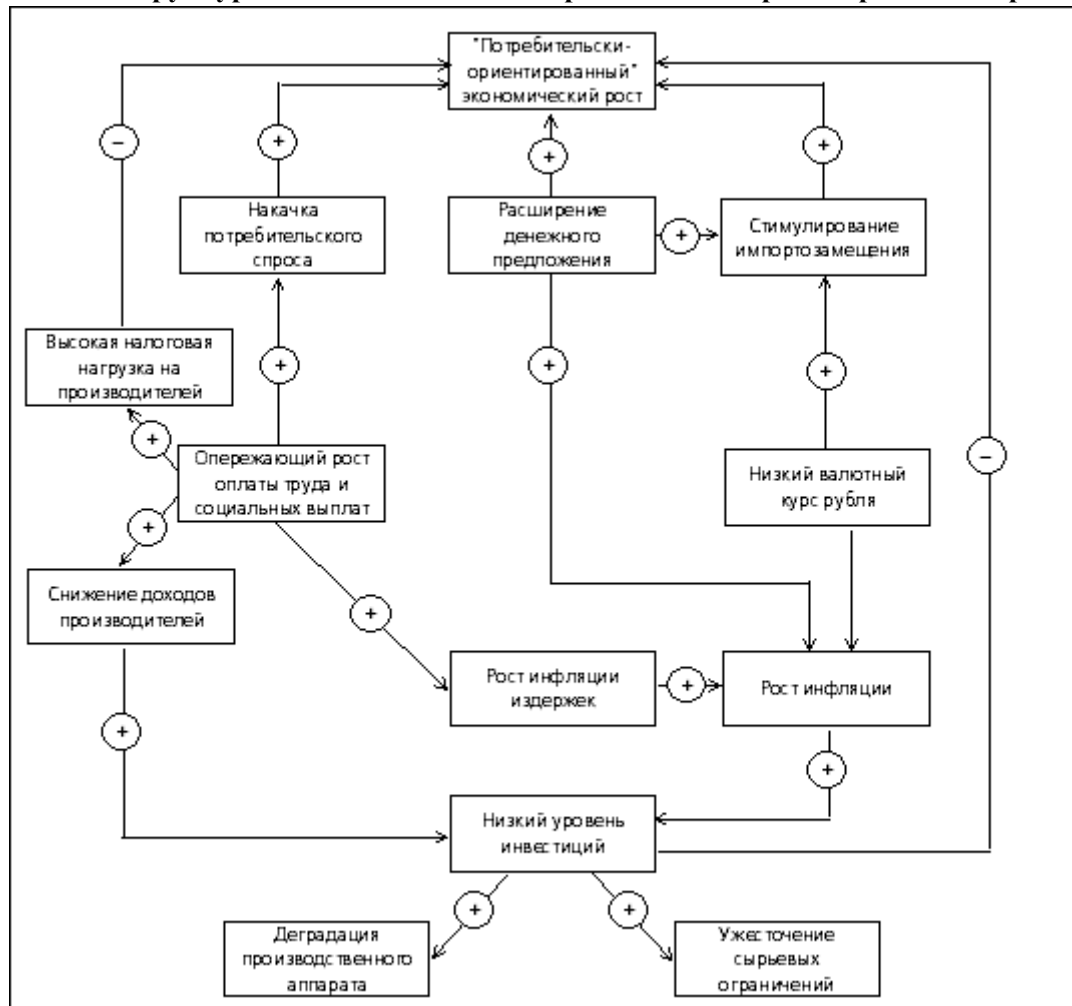 "Потребительски-
ориентированный"
экономический рост
−
+
+
+
Накачка
потребительского
спроса
Расширение
денежного
предложения
+
Стимулирование
импортозамещения
Высокая налоговая
нагрузка на
производителей
+
+
+
+
Опережающий рост
оплаты труда и
социальных выплат
Низкий валютный
курс рубля
−
+
Снижение доходов
производителей
+
Рост инфляции
издержек
+
Рост инфляции
+
+
Низкий уровень
инвестиций
+
+
Деградация
производственного
аппарата
Ужесточение
сырьевых
ограничений